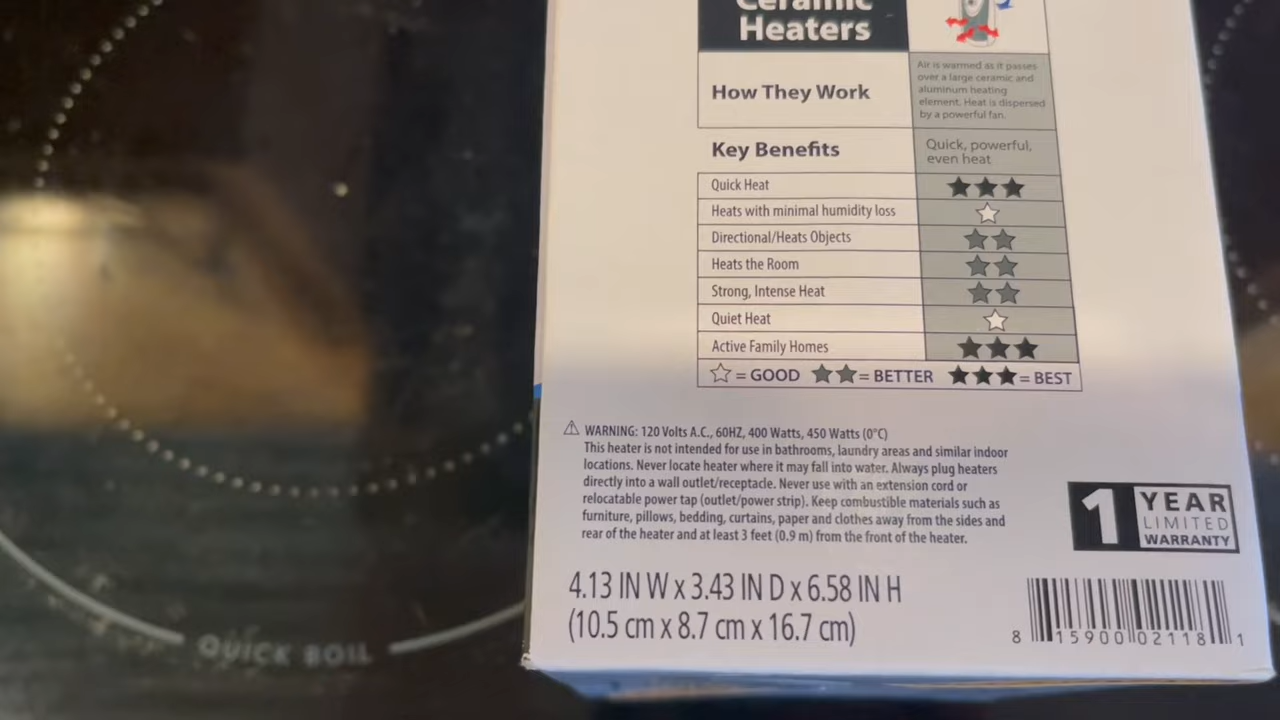 Ceramic
Heaters
How They Work
Air is warmed as it passes
over a large ceramic and
aluminum heating
element. Heat is dispersed
by a powerful fan.
Key Benefits
Quick, powerful,
even heat
Quick Heat ★★★
Heats with minimal humidity loss ☆
Directional/Heats Objects ★★
Heats the Room ★★
Strong, Intense Heat ★★
Quiet Heat ☆
Active Family Homes ★★★
☆ = GOOD ★★ = BETTER ★★★ = BEST
⚠ WARNING: 120 Volts A.C., 60HZ, 400 Watts, 450 Watts (0°C)
This heater is not intended for use in bathrooms, laundry areas and similar indoor
locations. Never locate heater where it may fall into water. Always plug heaters
directly into a wall outlet/receptacle. Never use with an extension cord or
relocatable power tap (outlet/power strip). Keep combustible materials such as
furniture, pillows, bedding, curtains, paper and clothes away from the sides and
rear of the heater and at least 3 feet (0.9 m) from the front of the heater.
1 YEAR
LIMITED
WARRANTY
4.13 IN W x 3.43 IN D x 6.58 IN H
(10.5 cm x 8.7 cm x 16.7 cm)
8 15900 02118 1
QUICK BOIL